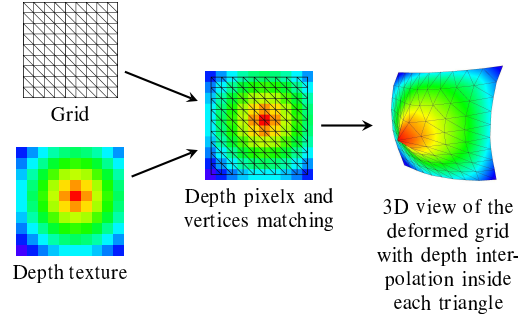 Grid
Depth texture
Depth pixelx and
vertices matching
3D view of the
deformed grid
with depth inter-
polation inside
each triangle